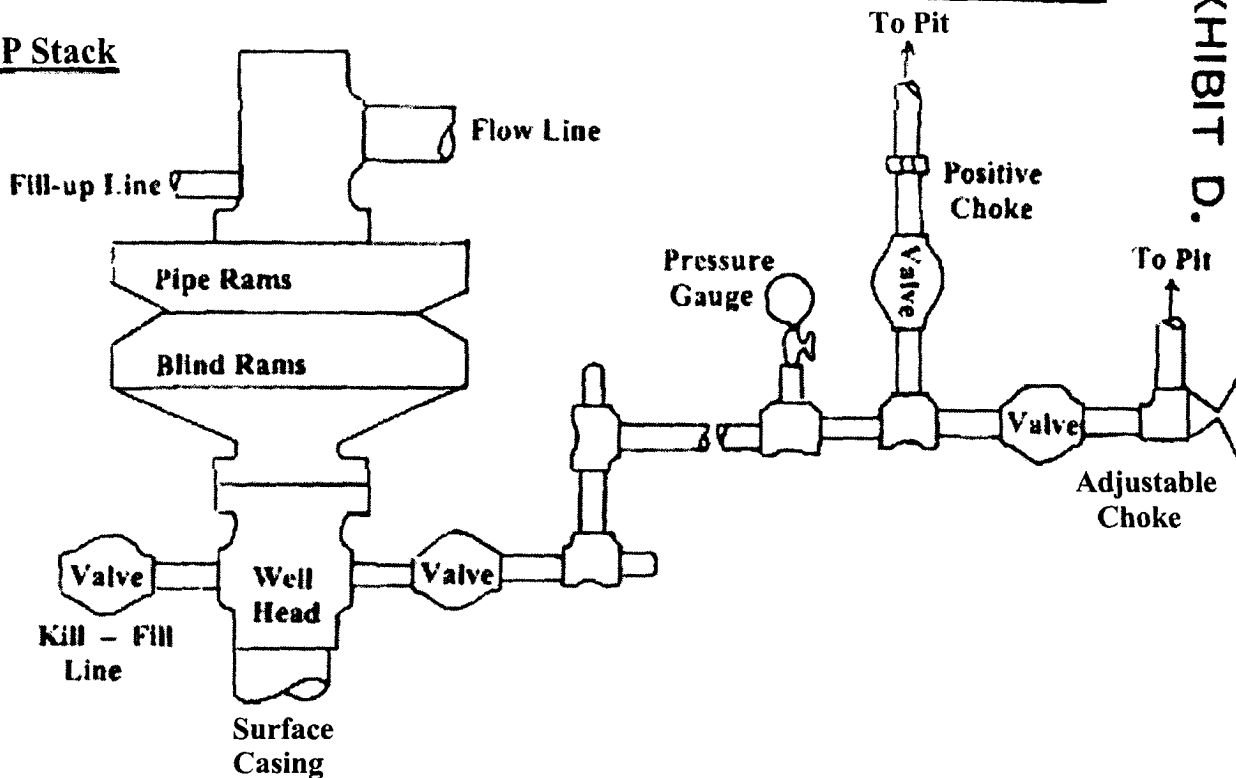 To Pit
P Stack
Flow Line
Fill-up Line
Positive
Choke
Pipe Rams
Pressure
Gauge
Valve
To Pit
Blind Rams
Valve
Adjustable
Choke
Valve
Well
Head
Valve
Kill – Fill
Line
Surface
Casing
HIBIT D.